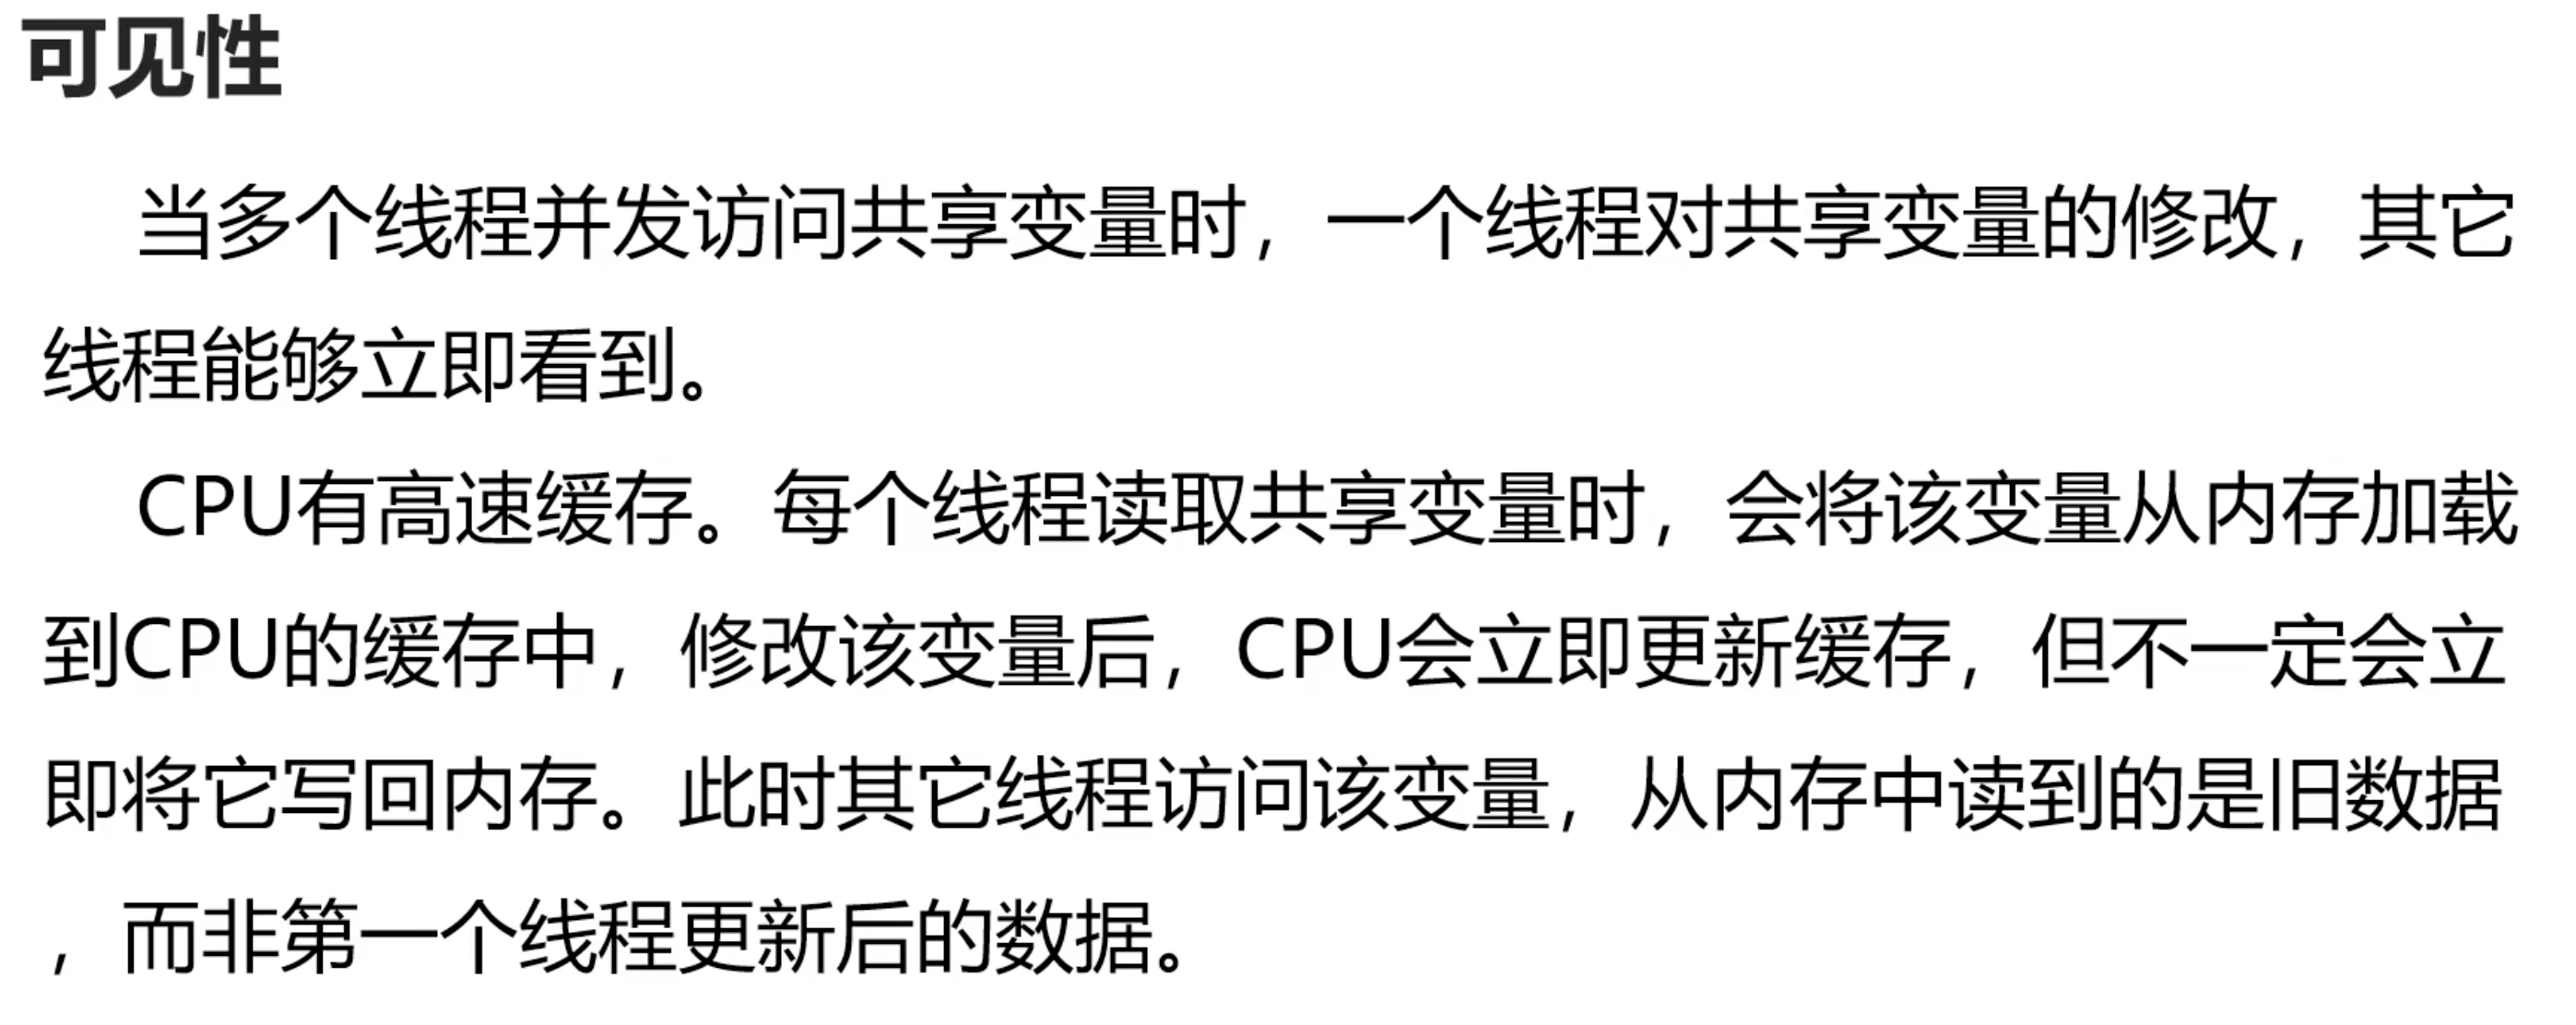 可见性
当多个线程并发访问共享变量时，一个线程对共享变量的修改，其它
线程能够立即看到。
CPU有高速缓存。每个线程读取共享变量时，会将该变量从内存加载
到CPU的缓存中，修改该变量后，CPU会立即更新缓存，但不一定会立
即将它写回内存。此时其它线程访问该变量，从内存中读到的是旧数据
，而非第一个线程更新后的数据。